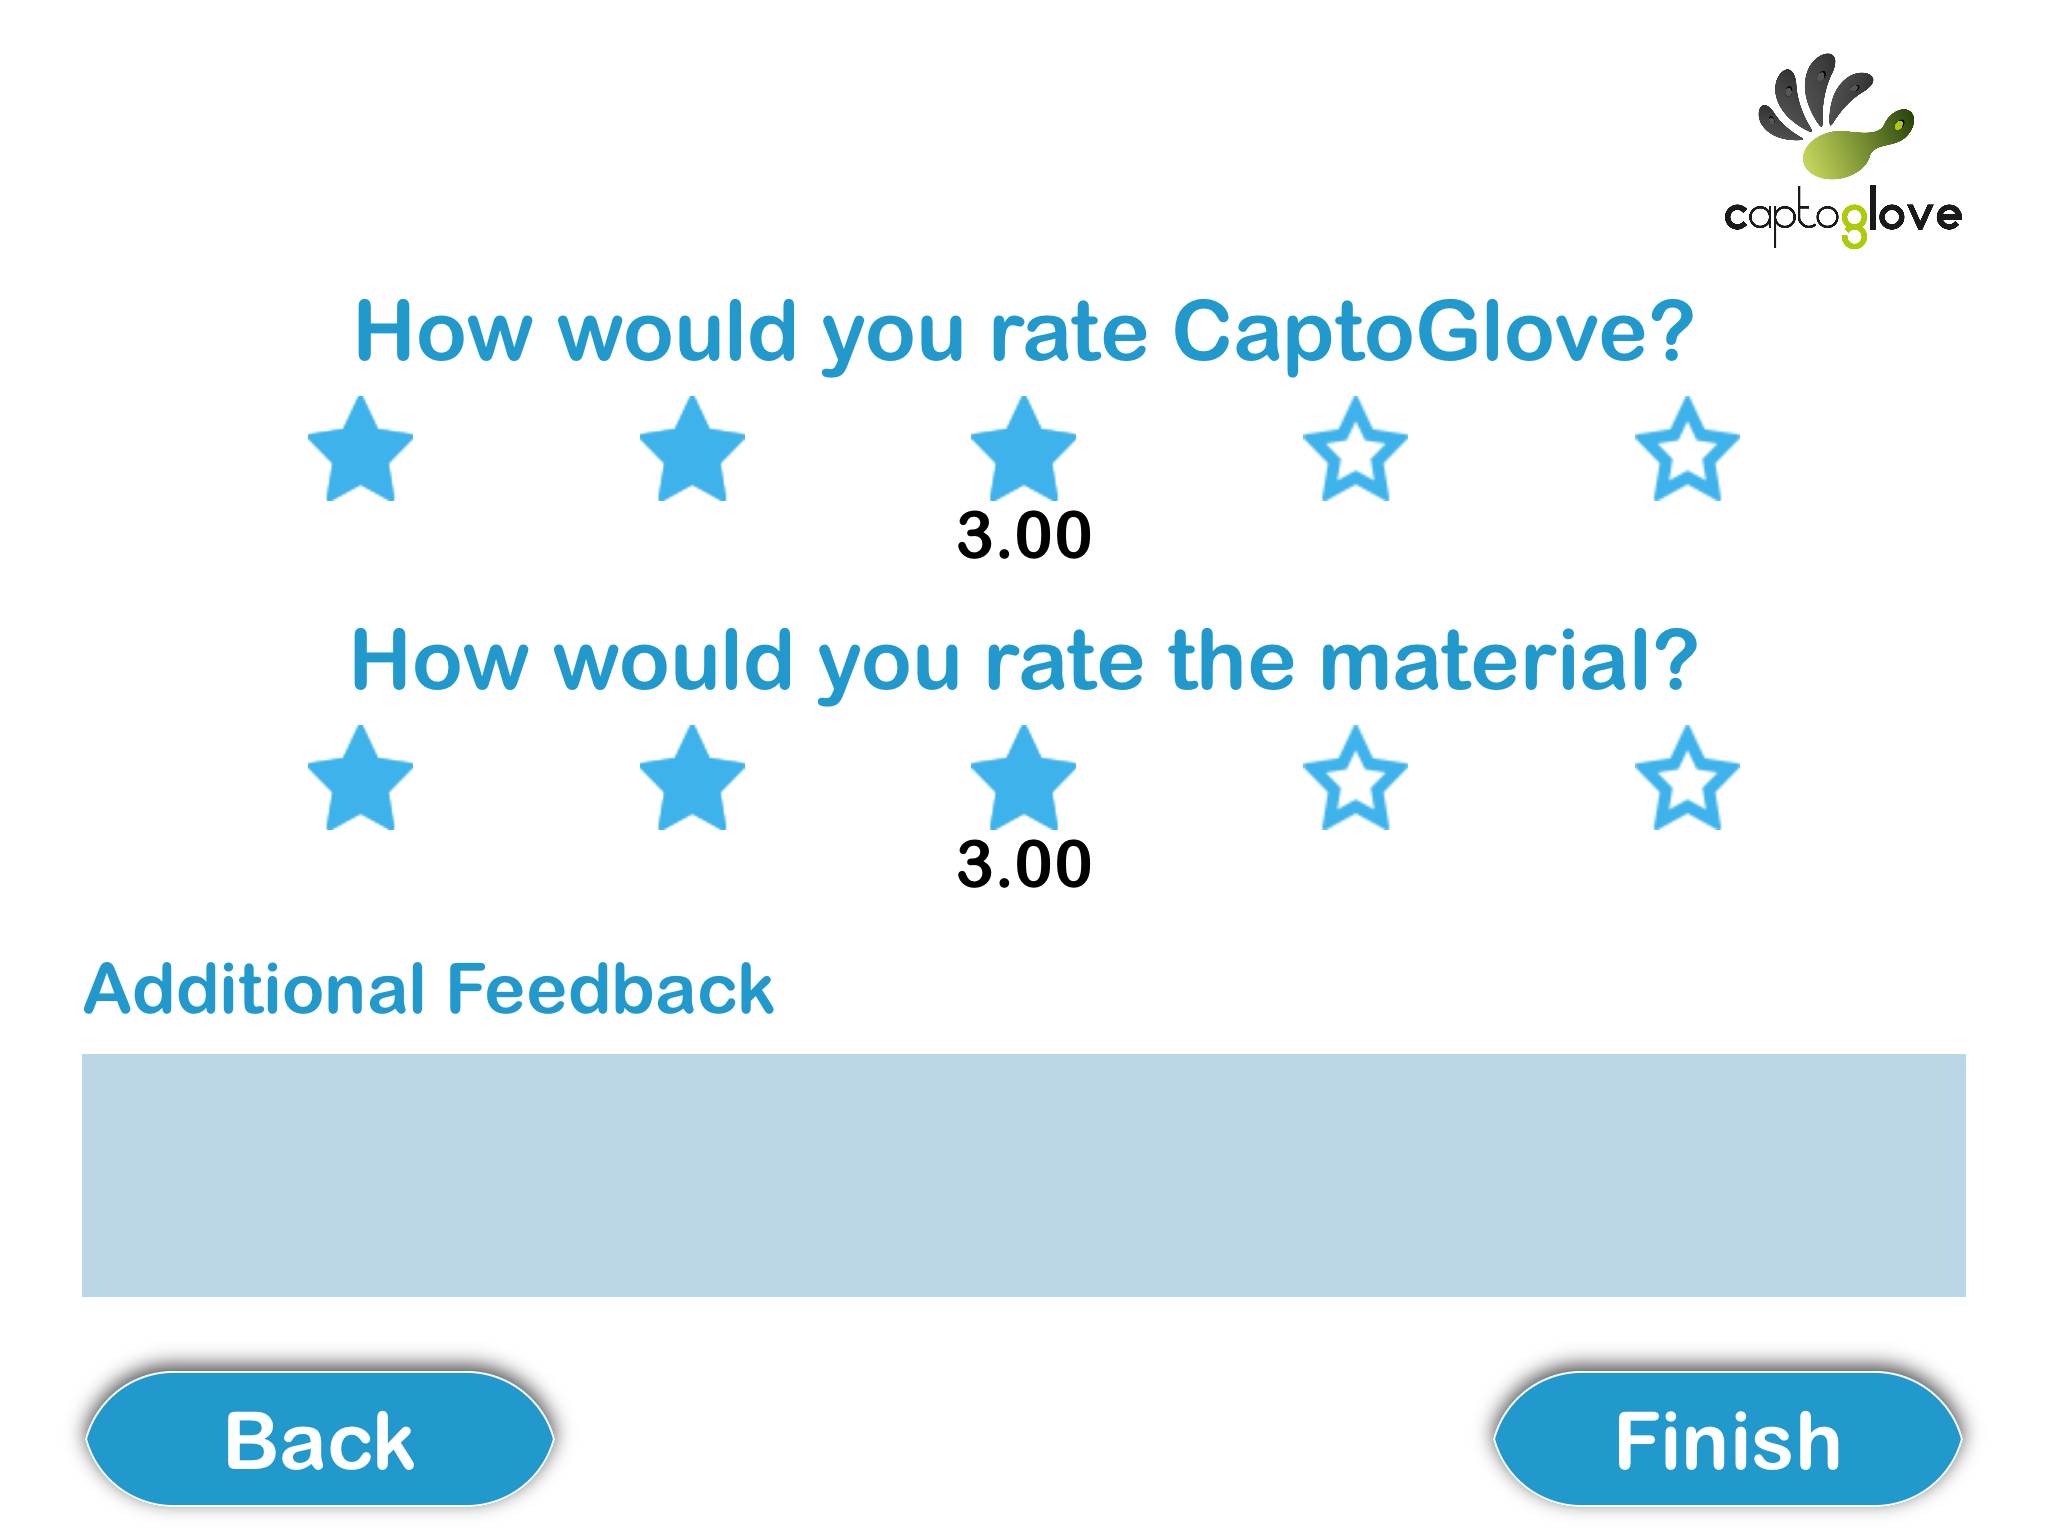 captoglove
How would you rate CaptoGlove?
3.00
How would you rate the material?
3.00
Additional Feedback
Back
Finish